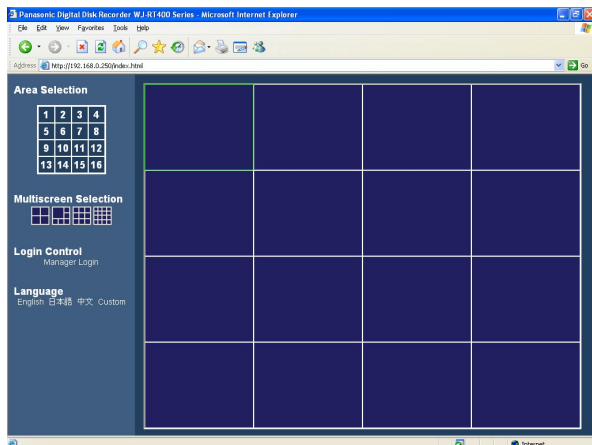 Panasonic Digital Disk Recorder WJ-RT400 Series - Microsoft Internet Explorer
File Edit View Favorites Tools Help
Address http://192.168.0.250/index.html Go
Area Selection
1 2 3 4
5 6 7 8
9 10 11 12
13 14 15 16
Multiscreen Selection
Login Control
Manager Login
Language
English 日本語 中文 Custom
Internet